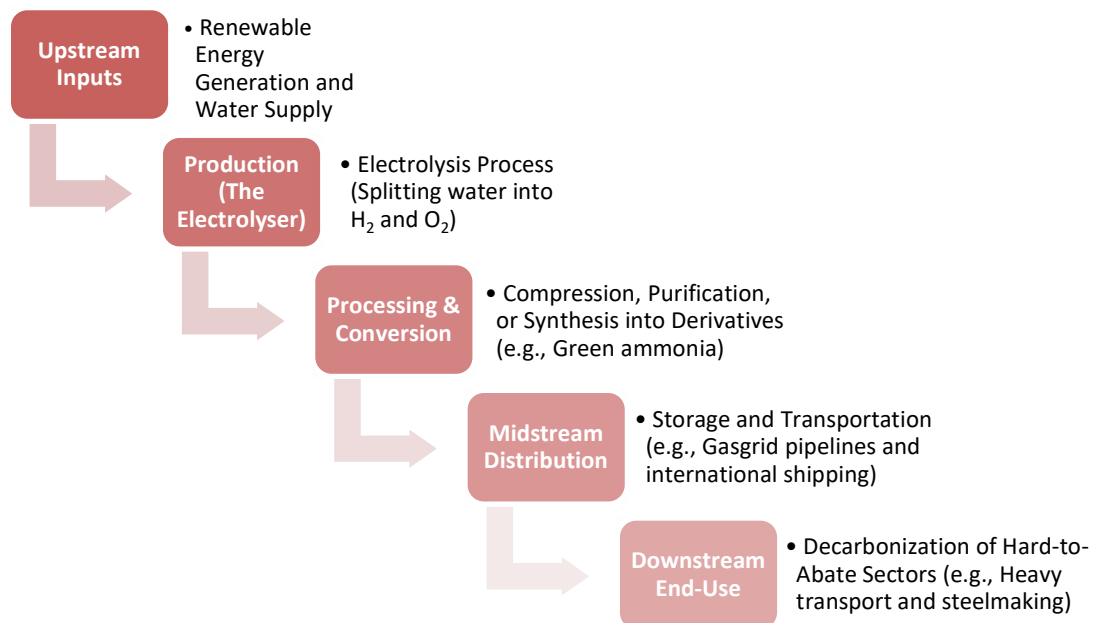 Upstream
Inputs
• Renewable
Energy
Generation and
Water Supply
Production
(The
Electrolyser)
• Electrolysis Process
(Splitting water into
H₂ and O₂)
Processing &
Conversion
• Compression, Purification,
or Synthesis into Derivatives
(e.g., Green ammonia)
Midstream
Distribution
• Storage and Transportation
(e.g., Gasgrid pipelines and
international shipping)
Downstream
End-Use
• Decarbonization of Hard-to-
Abate Sectors (e.g., Heavy
transport and steelmaking)